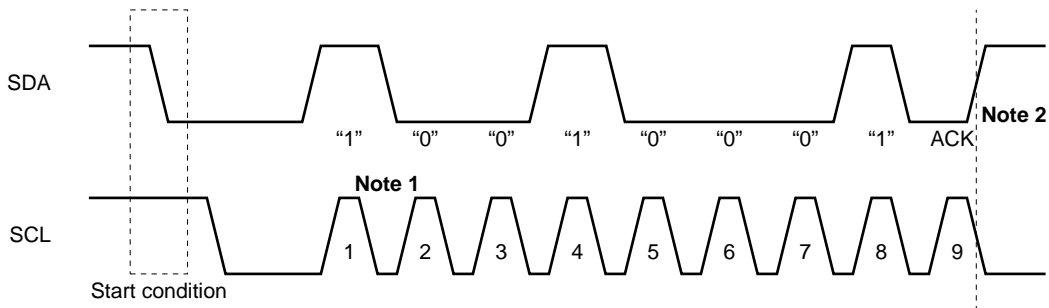 SDA
“1” “0” “0” “1” “0” “0” “0” “1” ACK
Note 2
Note 1
SCL
1 2 3 4 5 6 7 8 9
Start condition